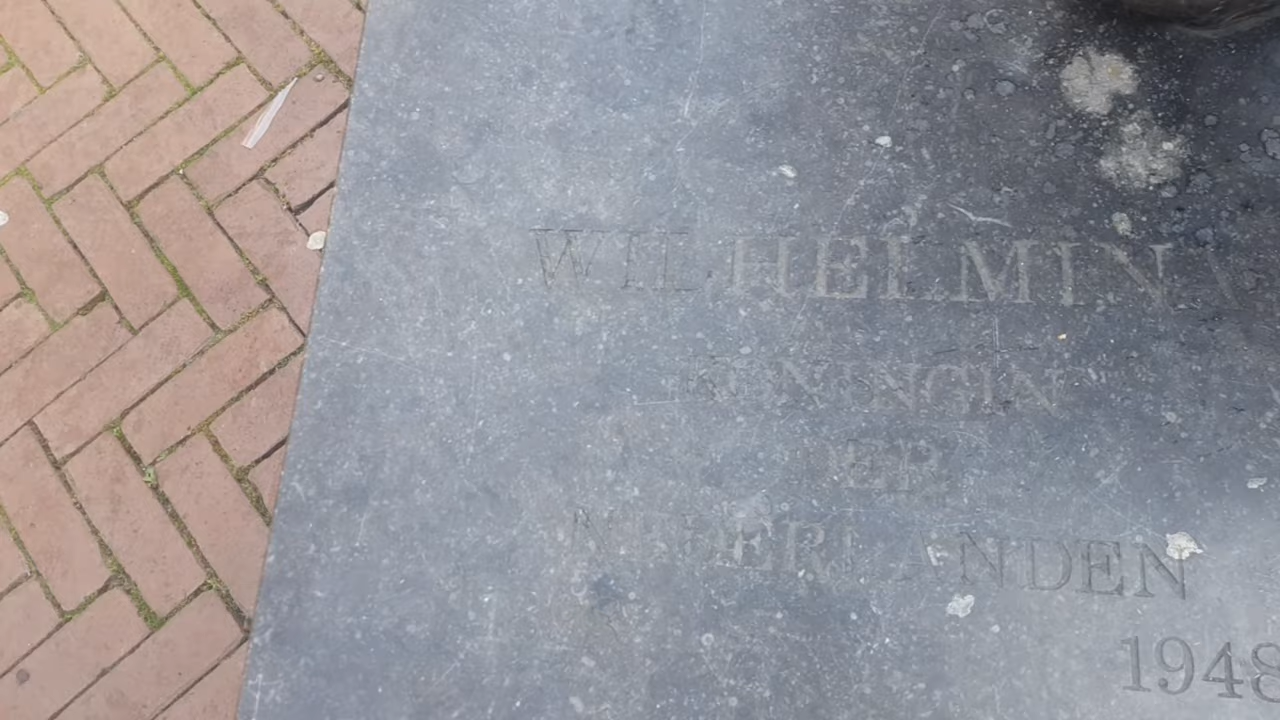 WILHELMINA
KONINGIN
DER
NEDERLANDEN
1948